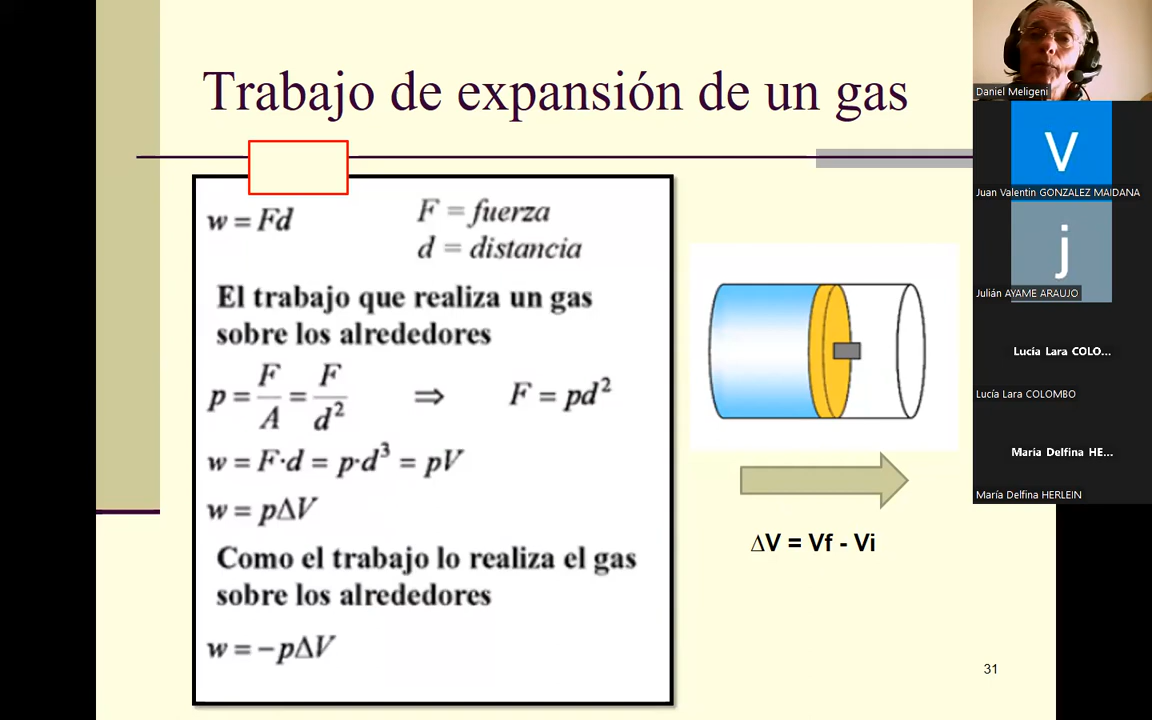 Trabajo de expansión de un gas
w = Fd
F = fuerza
d = distancia
El trabajo que realiza un gas
sobre los alrededores
p = F/A = F/d² ⇒ F = pd²
w = F·d = p·d³ = pV
w = pΔV
Como el trabajo lo realiza el gas
sobre los alrededores
w = −pΔV
ΔV = Vf - Vi
31
Daniel Meligeni
V
Juan Valentin GONZALEZ MAIDANA
j
Julián AYAME ARAUJO
Lucía Lara COLO...
Lucía Lara COLOMBO
Maria Delfina HE...
María Delfina HERLEIN